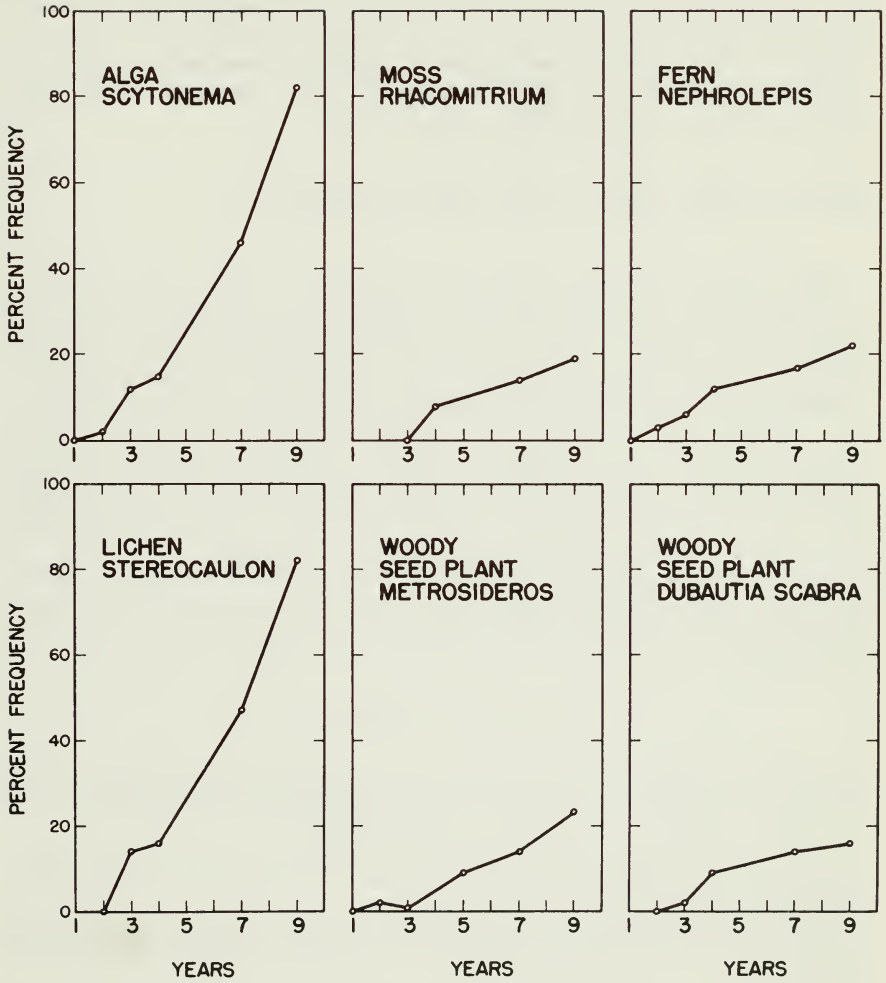 100
80
60
40
20
0
PERCENT FREQUENCY
ALGA
SCYTONEMA
1 3 5 7 9
MOSS
RHACOMITRIUM
1 3 5 7 9
FERN
NEPHROLEPIS
1 3 5 7 9
100
80
60
40
20
0
PERCENT FREQUENCY
LICHEN
STEREOCAULON
1 3 5 7 9
YEARS
WOODY
SEED PLANT
METROSIDEROS
1 3 5 7 9
YEARS
WOODY
SEED PLANT
DUBAUTIA SCABRA
1 3 5 7 9
YEARS